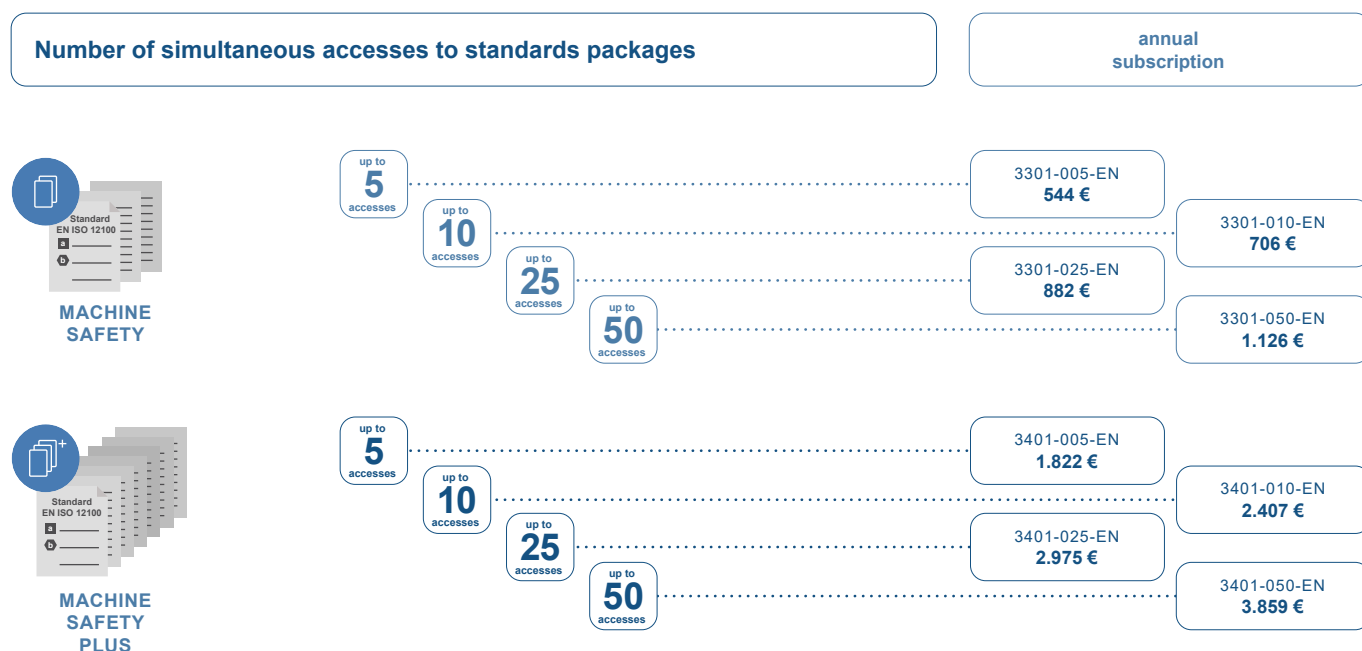 Number of simultaneous accesses to standards packages
annual
subscription
Standard
EN ISO 12100
a
b
MACHINE
SAFETY
up to
5
accesses
3301-005-EN
544 €
up to
10
accesses
3301-010-EN
706 €
up to
25
accesses
3301-025-EN
882 €
up to
50
accesses
3301-050-EN
1.126 €
+
Standard
EN ISO 12100
a
b
MACHINE
SAFETY
PLUS
up to
5
accesses
3401-005-EN
1.822 €
up to
10
accesses
3401-010-EN
2.407 €
up to
25
accesses
3401-025-EN
2.975 €
up to
50
accesses
3401-050-EN
3.859 €